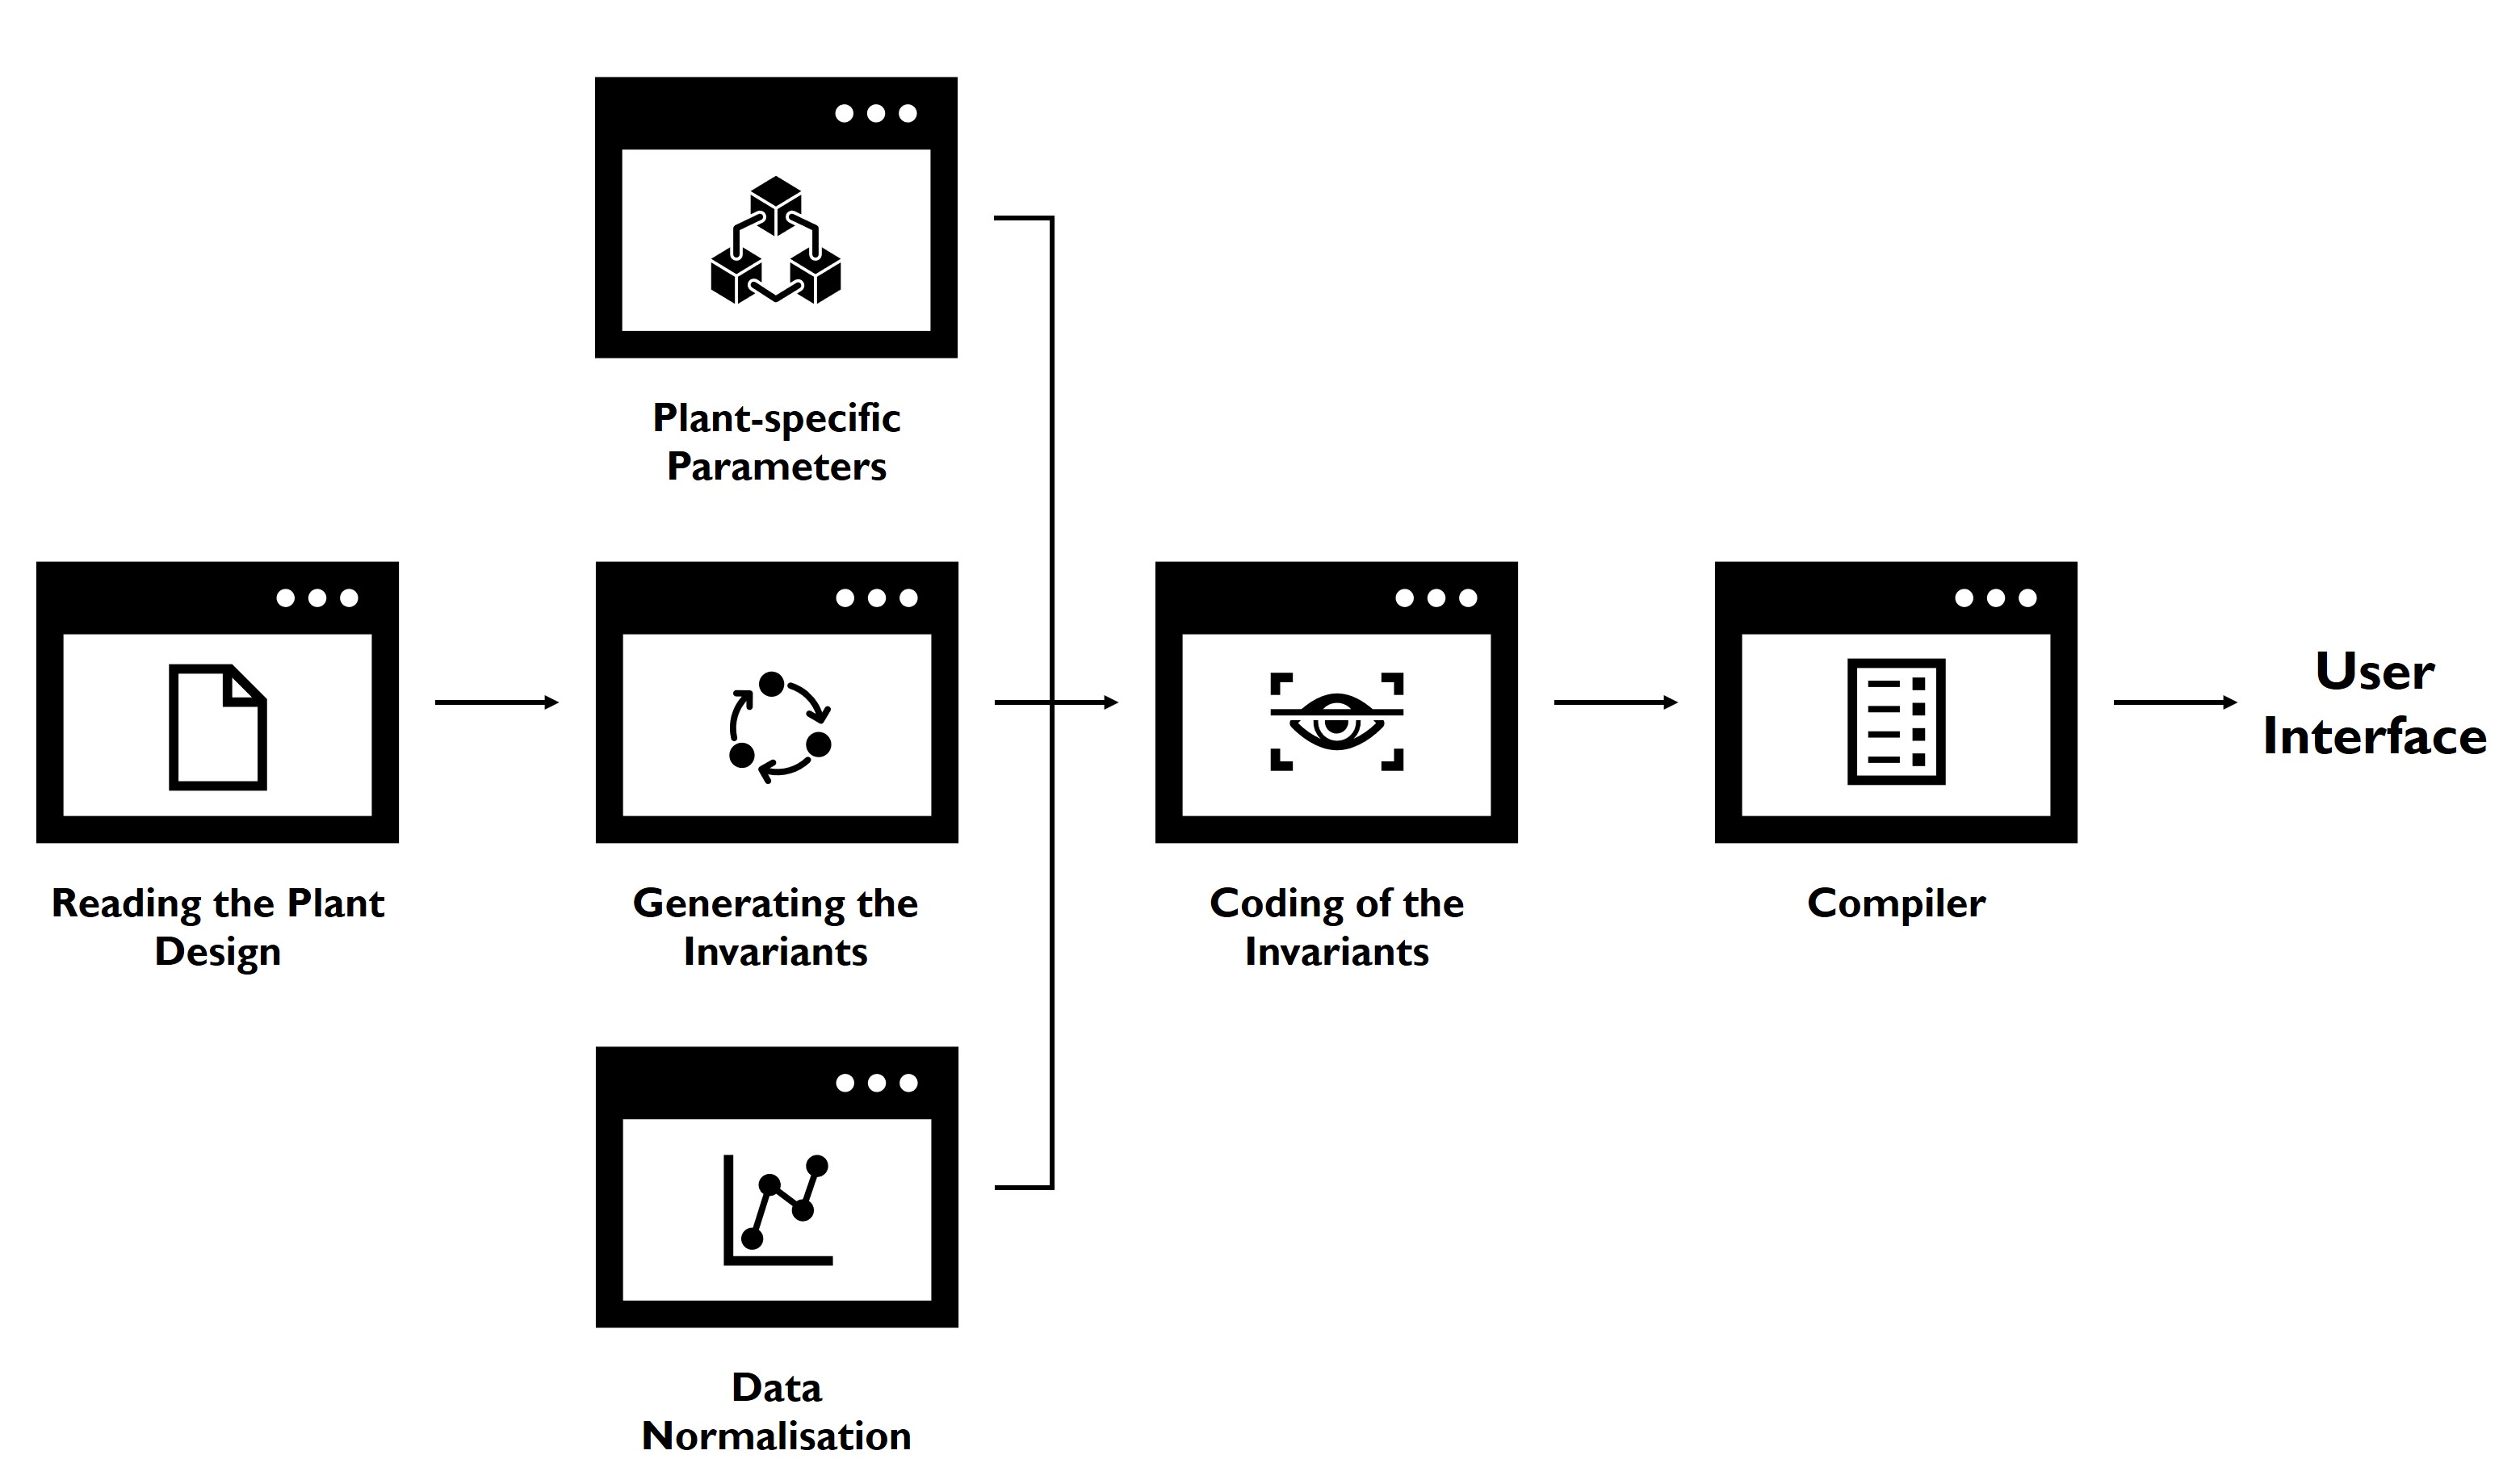 Plant-specific
Parameters
Reading the Plant
Design
Generating the
Invariants
Coding of the
Invariants
Compiler
User
Interface
Data
Normalisation